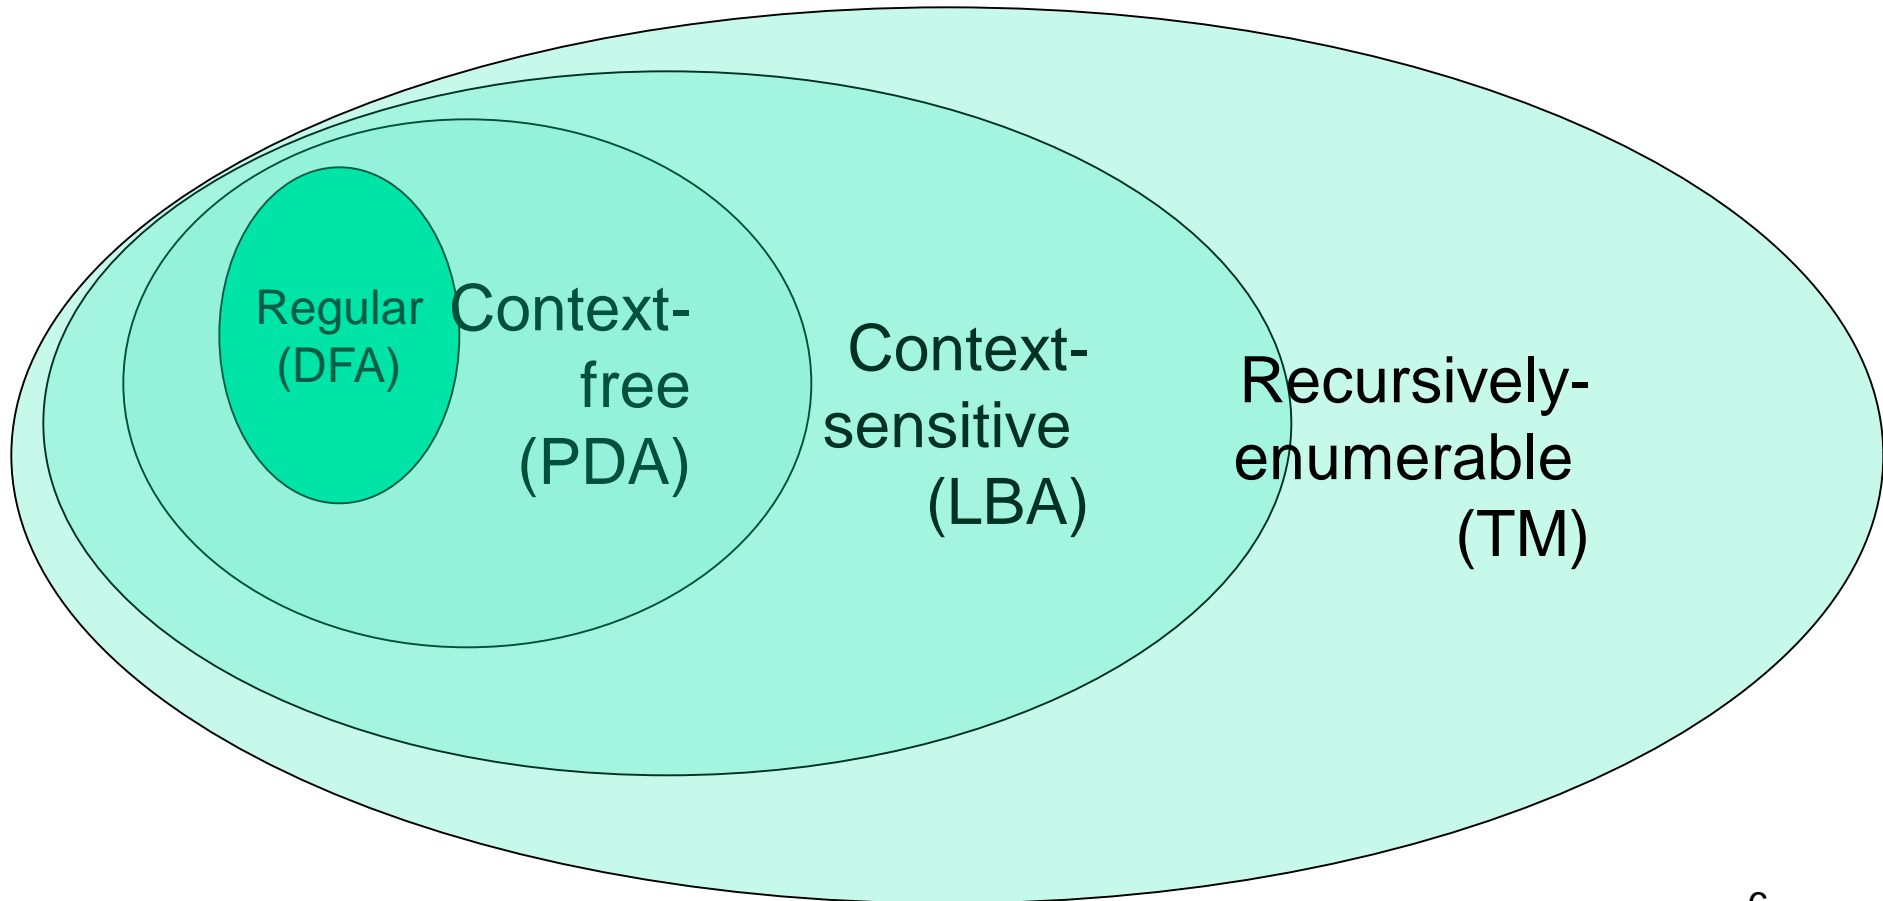 Regular
(DFA)
Context-
free
(PDA)
Context-
sensitive
(LBA)
Recursively-
enumerable
(TM)